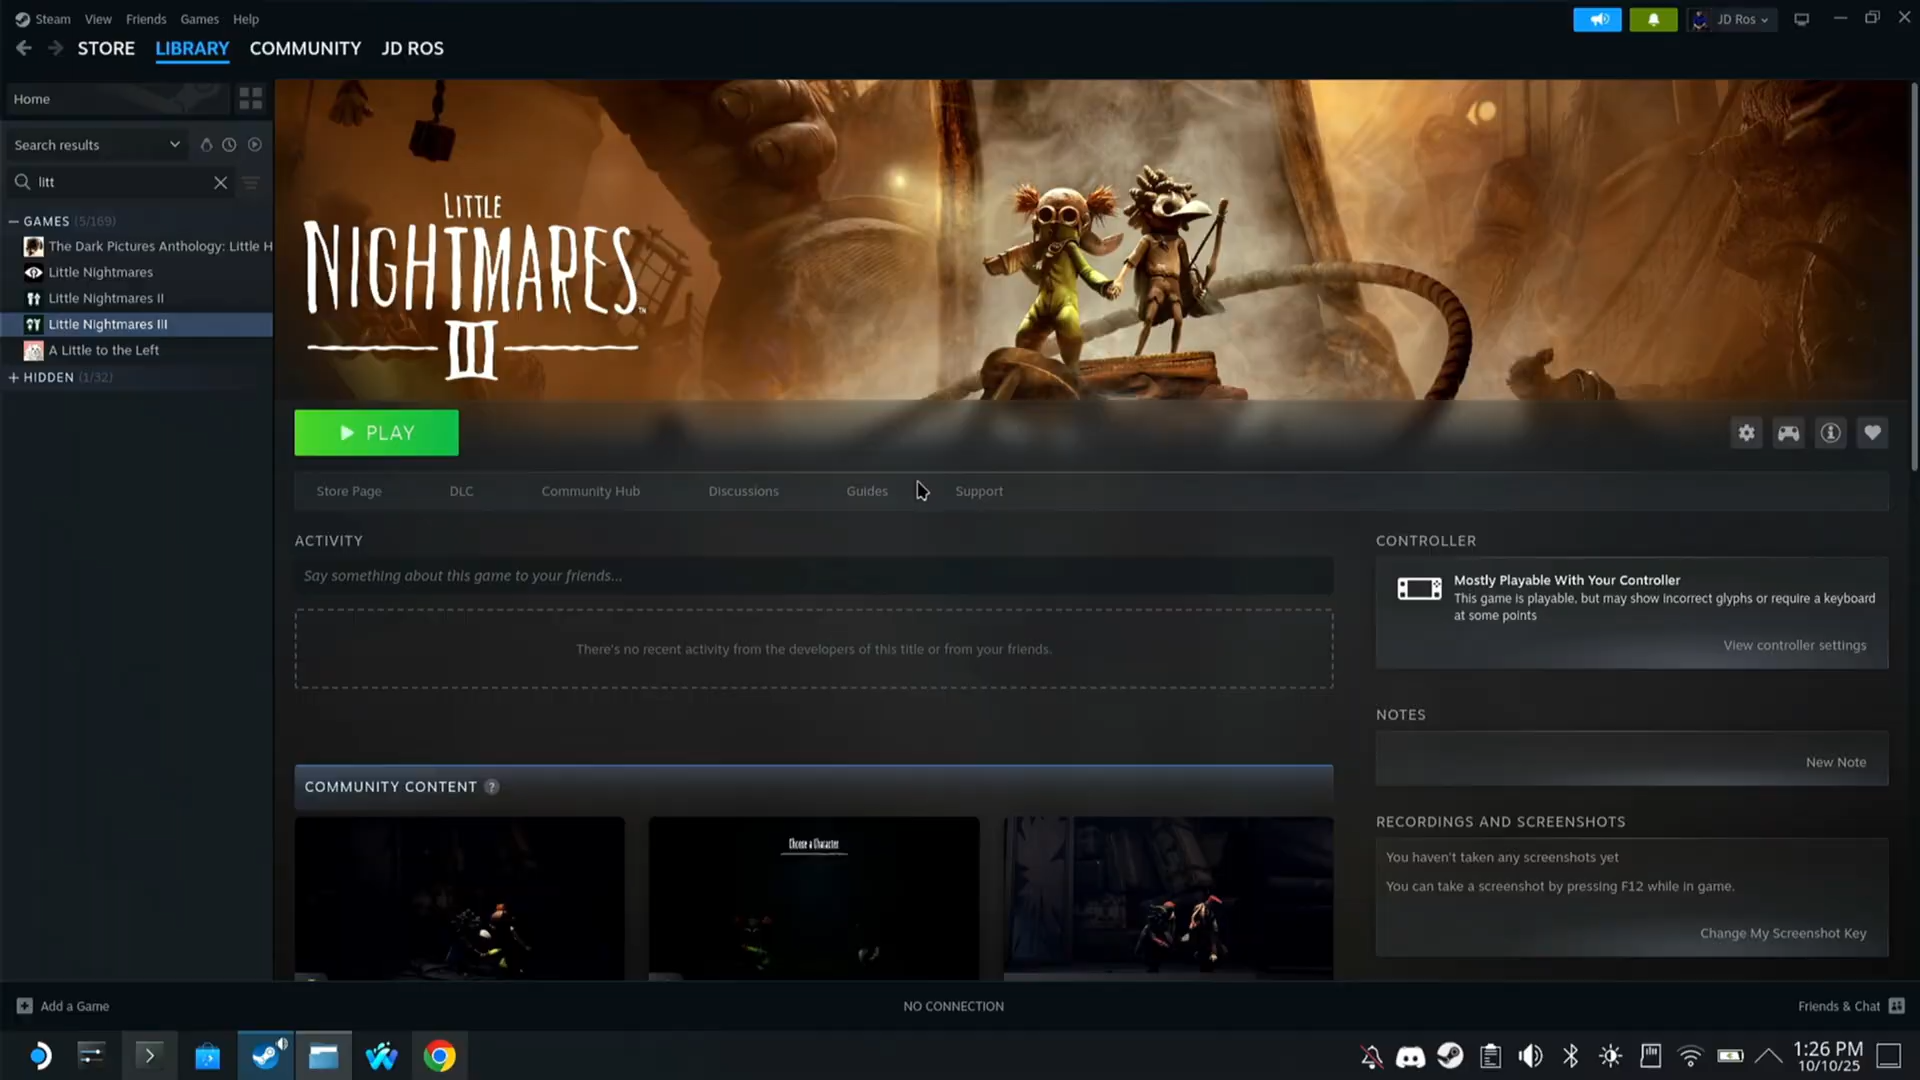 Steam View Friends Games Help
JD Ros
STORE LIBRARY COMMUNITY JD ROS
Home
Search results
litt
GAMES (5/169)
The Dark Pictures Anthology: Little H
Little Nightmares
Little Nightmares II
Little Nightmares III
A Little to the Left
HIDDEN (1/32)
LITTLE
NIGHTMARES™
III
PLAY
Store Page DLC Community Hub Discussions Guides Support
ACTIVITY
Say something about this game to your friends...
There's no recent activity from the developers of this title or from your friends.
COMMUNITY CONTENT ?
Choose a Character
CONTROLLER
Mostly Playable With Your Controller
This game is playable, but may show incorrect glyphs or require a keyboard
at some points
View controller settings
NOTES
New Note
RECORDINGS AND SCREENSHOTS
You haven't taken any screenshots yet
You can take a screenshot by pressing F12 while in game.
Change My Screenshot Key
Add a Game
NO CONNECTION
Friends & Chat
1:26 PM
10/10/25